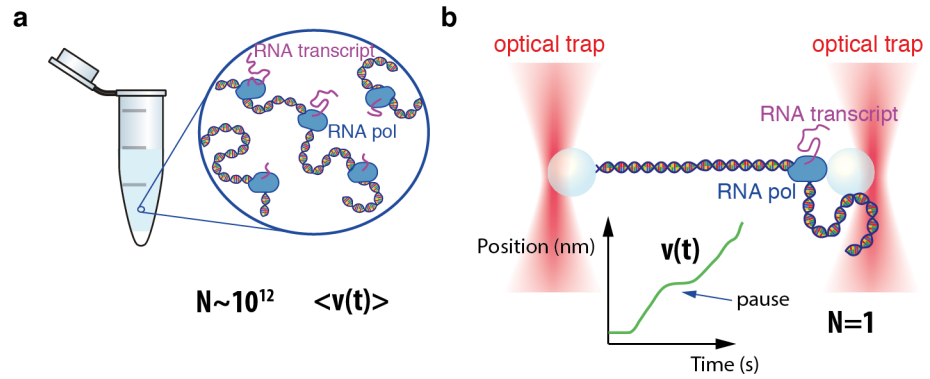 a
RNA transcript
RNA pol
N~10¹² <v(t)>
b
optical trap optical trap
RNA transcript
RNA pol
Position (nm)
v(t)
pause
N=1
Time (s)